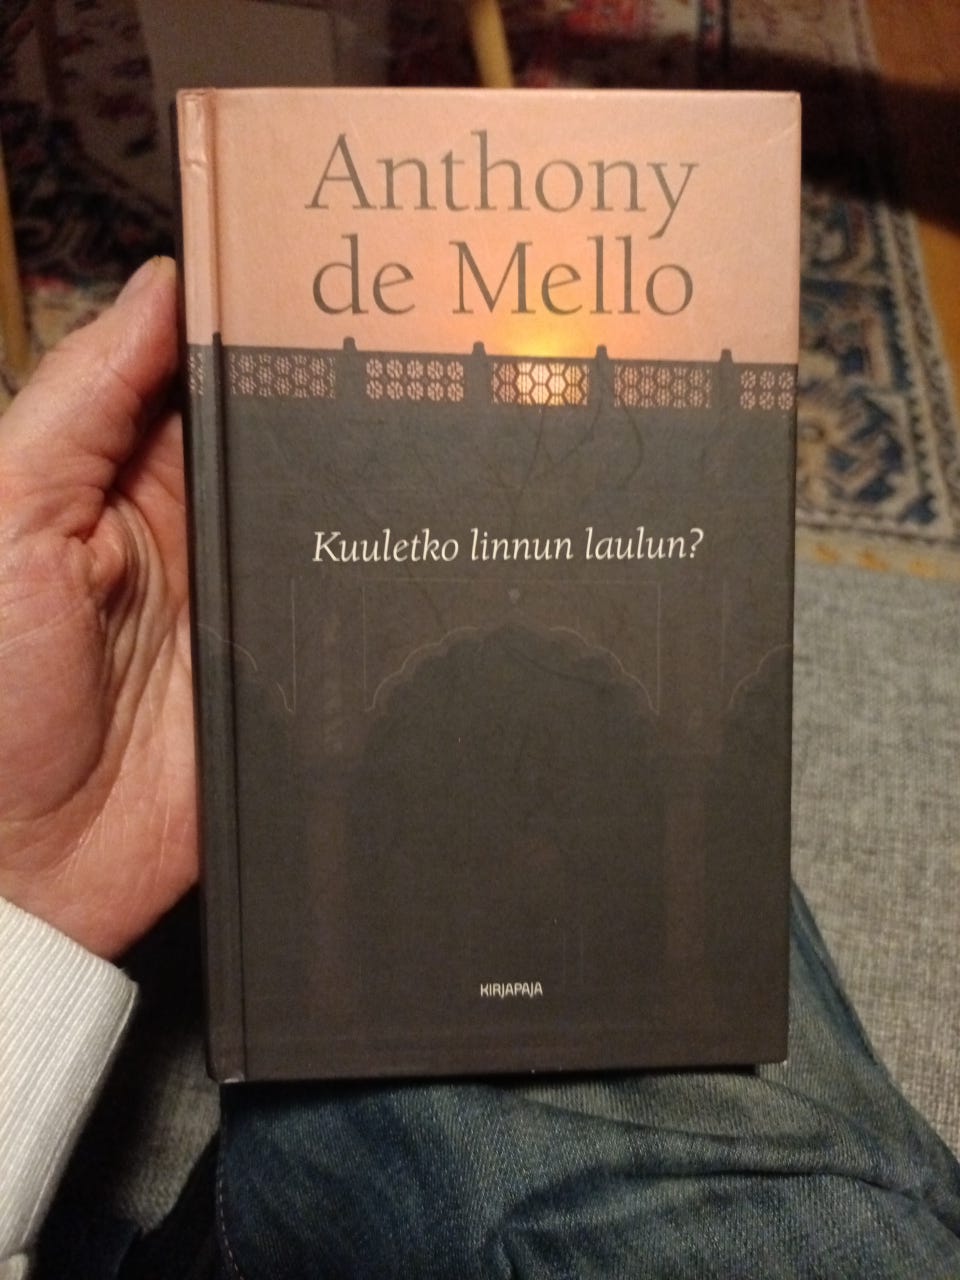 Anthony
de Mello
Kuuletko linnun laulun?
KIRJAPAJA